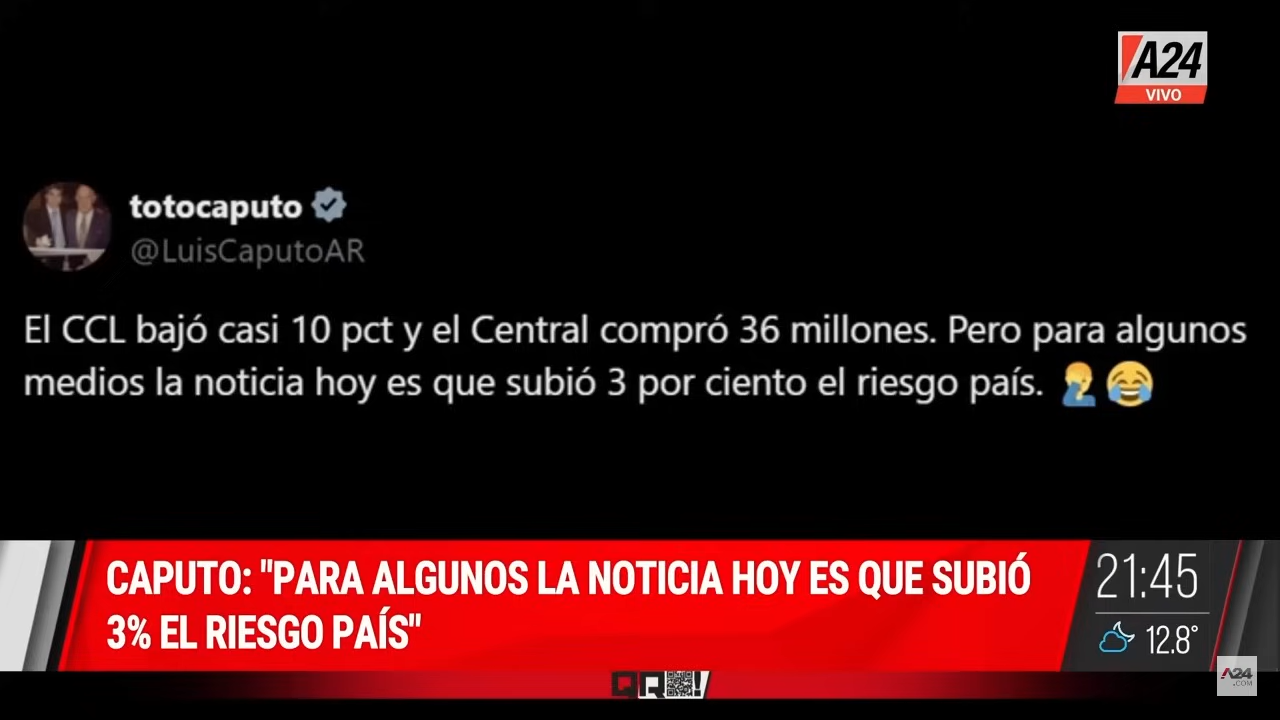 A24
VIVO
totocaputo
@LuisCaputoAR
El CCL bajó casi 10 pct y el Central compró 36 millones. Pero para algunos
medios la noticia hoy es que subió 3 por ciento el riesgo país. 🤦‍♂️😂
CAPUTO: "PARA ALGUNOS LA NOTICIA HOY ES QUE SUBIÓ
3% EL RIESGO PAÍS"
21:45
12.8°
QR!
A24
.COM